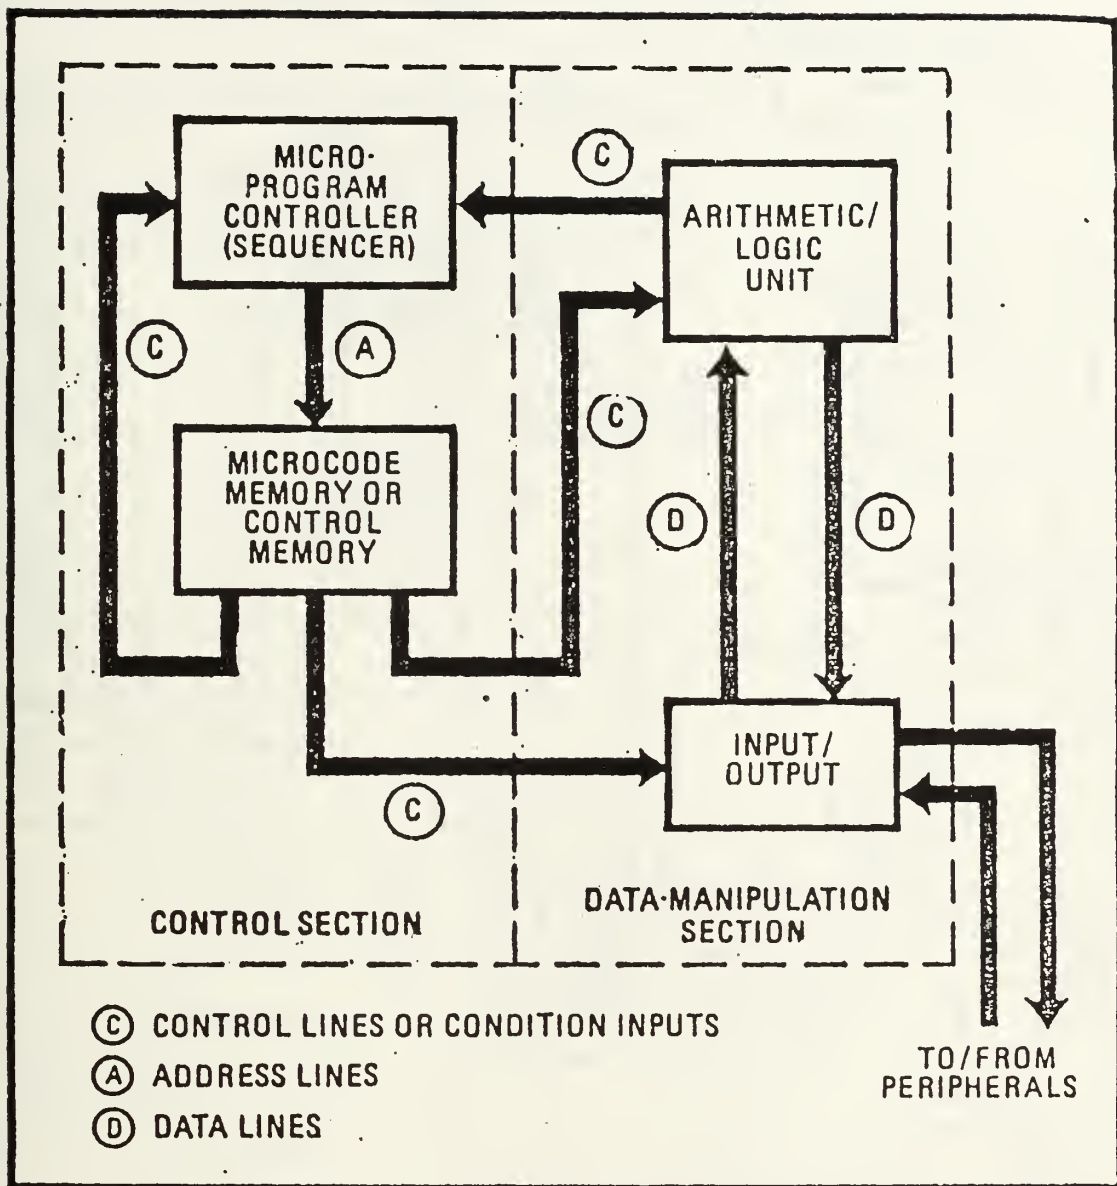 MICRO-
PROGRAM
CONTROLLER
(SEQUENCER)
C
ARITHMETIC/
LOGIC
UNIT
C
A
C
MICROCODE
MEMORY OR
CONTROL
MEMORY
D
D
INPUT/
OUTPUT
C
CONTROL SECTION
DATA-MANIPULATION
SECTION
C CONTROL LINES OR CONDITION INPUTS
A ADDRESS LINES
D DATA LINES
TO/FROM
PERIPHERALS